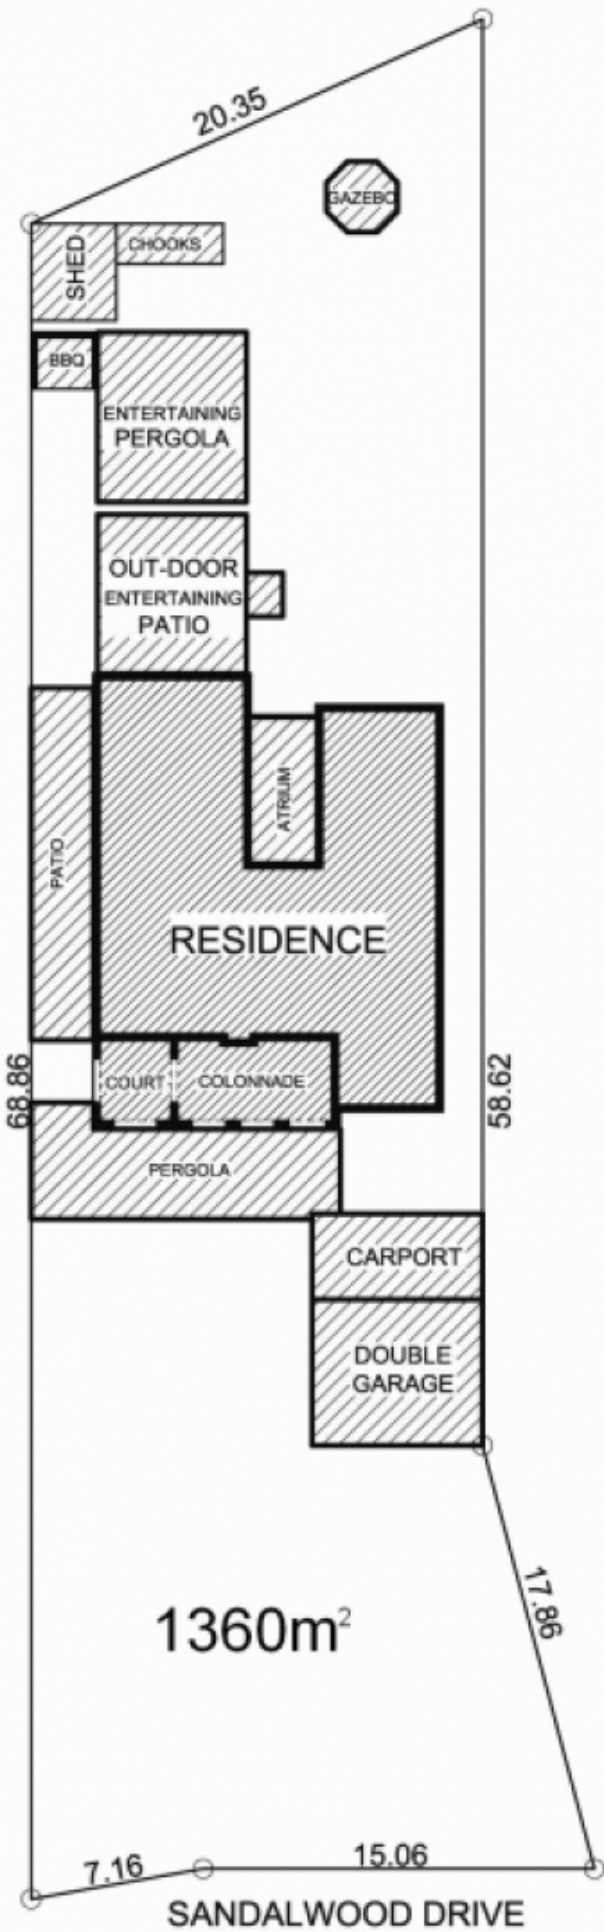 20.35
GAZEBO
SHED
CHOOKS
BBQ
ENTERTAINING
PERGOLA
OUT-DOOR
ENTERTAINING
PATIO
ATRIUM
PATIO
RESIDENCE
68.86
COURT
COLONNADE
58.62
PERGOLA
CARPORT
DOUBLE
GARAGE
17.86
1360m²
7.16
15.06
SANDALWOOD DRIVE